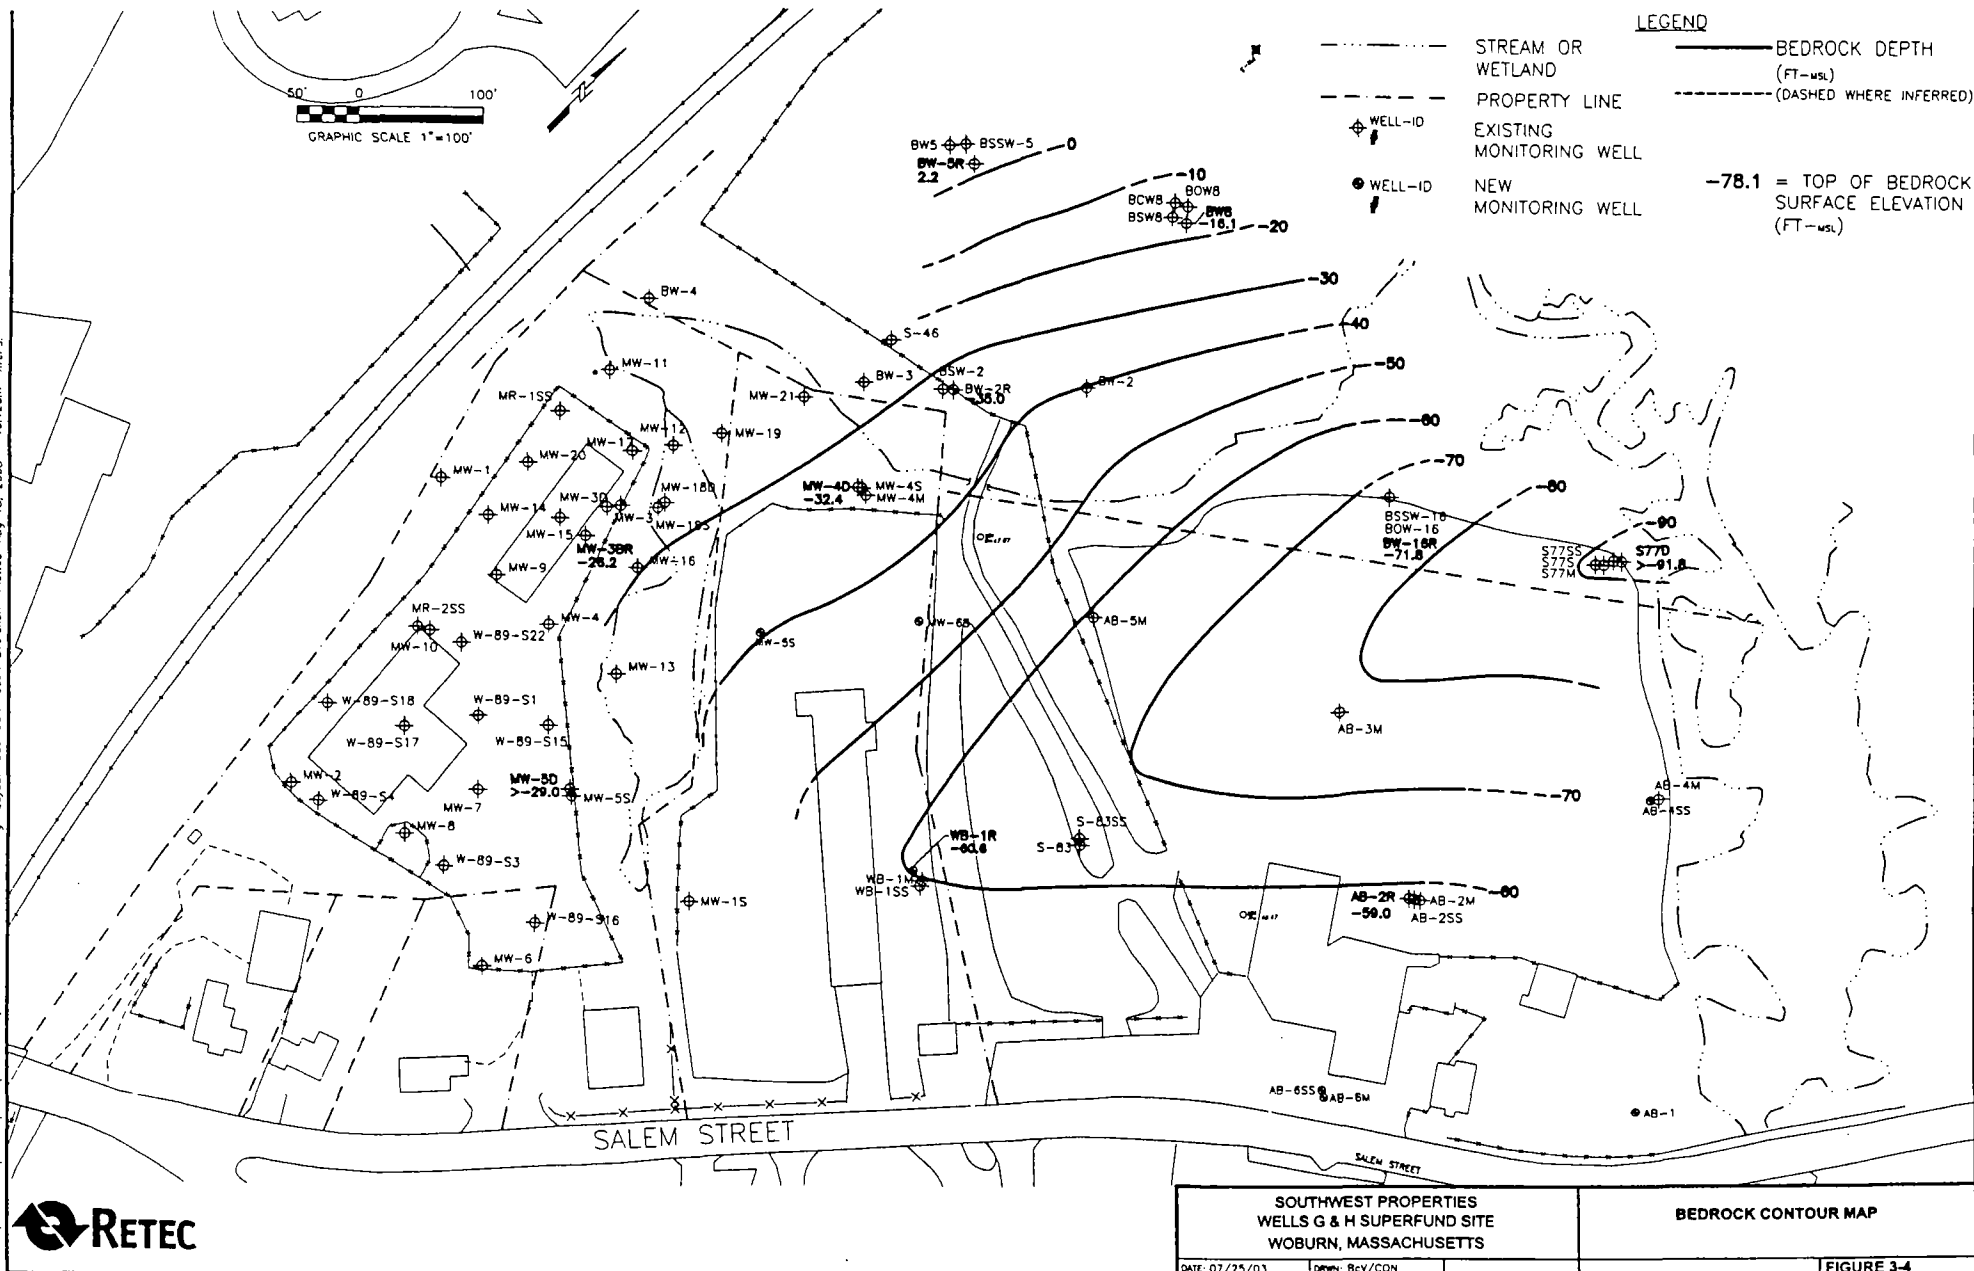 LEGEND
STREAM OR
WETLAND
PROPERTY LINE
WELL-ID
EXISTING
MONITORING WELL
WELL-ID
NEW
MONITORING WELL
BEDROCK DEPTH
(FT-MSL)
(DASHED WHERE INFERRED)
-78.1 = TOP OF BEDROCK
SURFACE ELEVATION
(FT-MSL)
50' 0 100'
GRAPHIC SCALE 1"=100'
BW5
BSSW-5
BW-5R
2.2
0
-10
BCW8
BOW8
BSW8
BW8
-16.1
-20
-30
-40
-50
-60
-70
-80
-90
BW-4
S-46
BW-3
BSW-2
BW-2R
BW-2
MW-11
MW-21
MR-1SS
MW-12
MW-19
MW-17
MW-20
MW-1
MW-18D
MW-3D
MW-3
MW-14
MW-15
MW-4D
-32.4
MW-4S
MW-4M
MW-3BR
MW-16
MW-9
BSSW-16
BOW-16
BW-16R
-71.8
S77SS
S77S
S77M
S77D
>-91.8
MR-2SS
MW-10
W-89-S22
MW-4
MW-5S
MW-6S
AB-5M
MW-13
W-89-S18
W-89-S1
W-89-S17
W-89-S15
AB-3M
MW-2
W-89-S4
MW-7
MW-5D
>-29.0
MW-5S
-70
AB-4M
AB-4SS
MW-8
W-89-S3
WB-1R
-60.6
S-83SS
S-83
WB-1M
WB-1SS
-60
MW-1S
AB-2R
-59.0
AB-2M
AB-2SS
W-89-S16
MW-6
AB-6SS
AB-6M
AB-1
SALEM STREET
SALEM STREET
RETEC
SOUTHWEST PROPERTIES
WELLS G & H SUPERFUND SITE
WOBURN, MASSACHUSETTS
BEDROCK CONTOUR MAP
DATE: 07/25/03
DRWN: BCY/CON
FIGURE 3-4